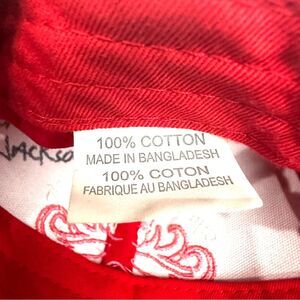 100% COTTON
MADE IN BANGLADESH
100% COTON
FABRIQUE AU BANGLADESH